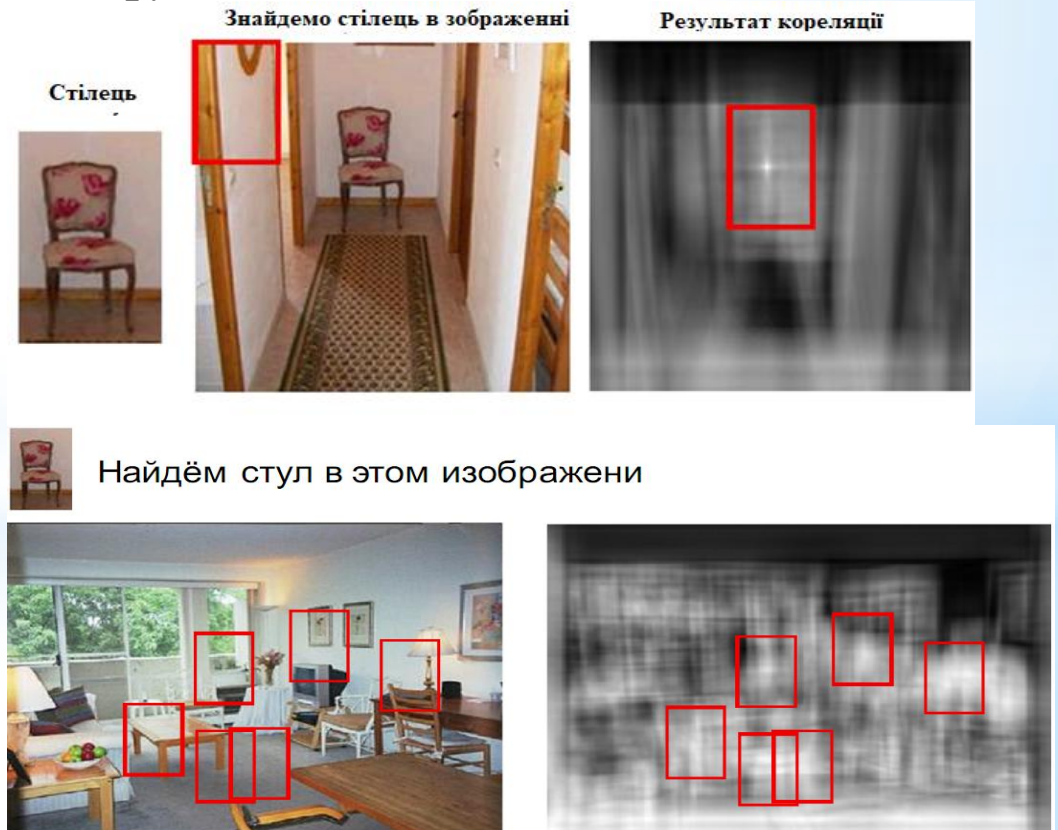 Знайдемо стілець в зображенні
Результат кореляції
Стілець
Найдём стул в этом изображени